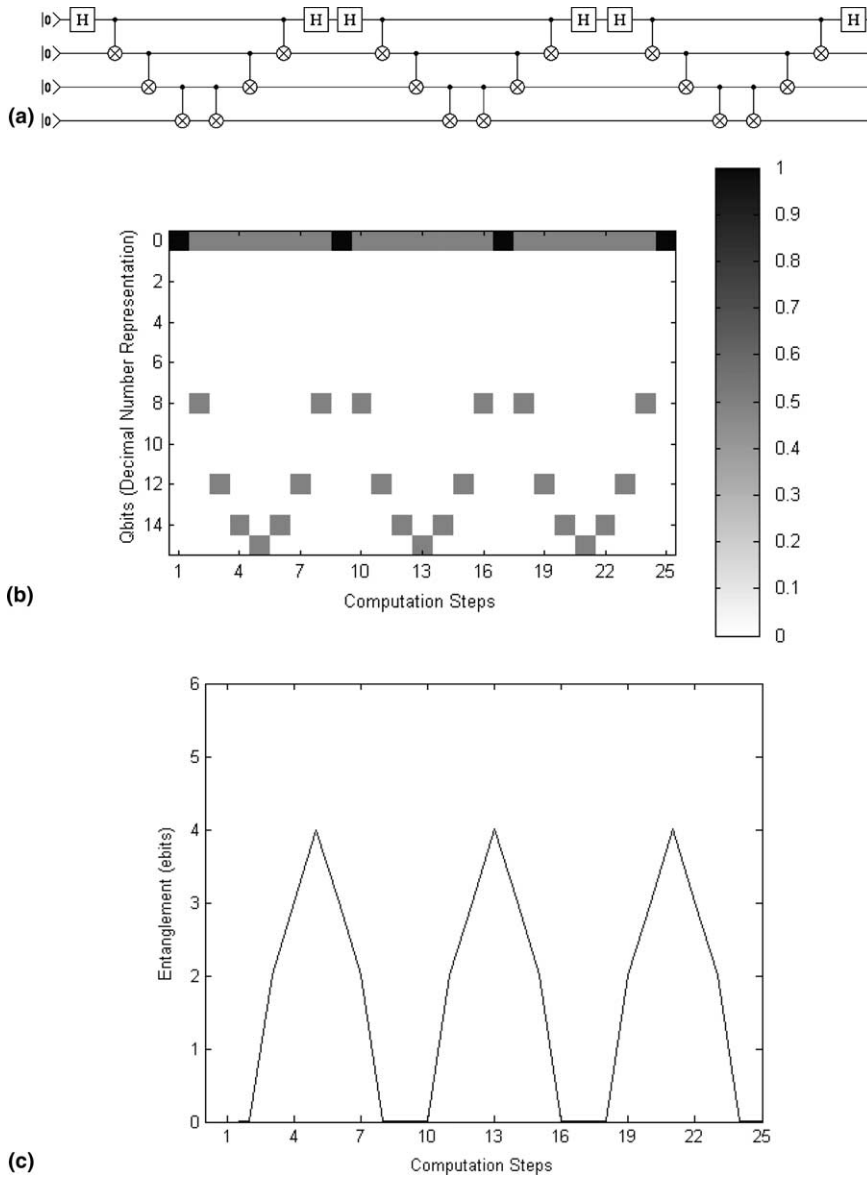 |0> H H H H H H
|0>
|0>
(a) |0>
1
0.9
0.8
0.7
0.6
0.5
0.4
0.3
0.2
0.1
0
Qbits (Decimal Number Representation)
0
2
4
6
8
10
12
14
1 4 7 10 13 16 19 22 25
Computation Steps
(b)
Entanglement (ebits)
6
5
4
3
2
1
0
1 4 7 10 13 16 19 22 25
Computation Steps
(c)